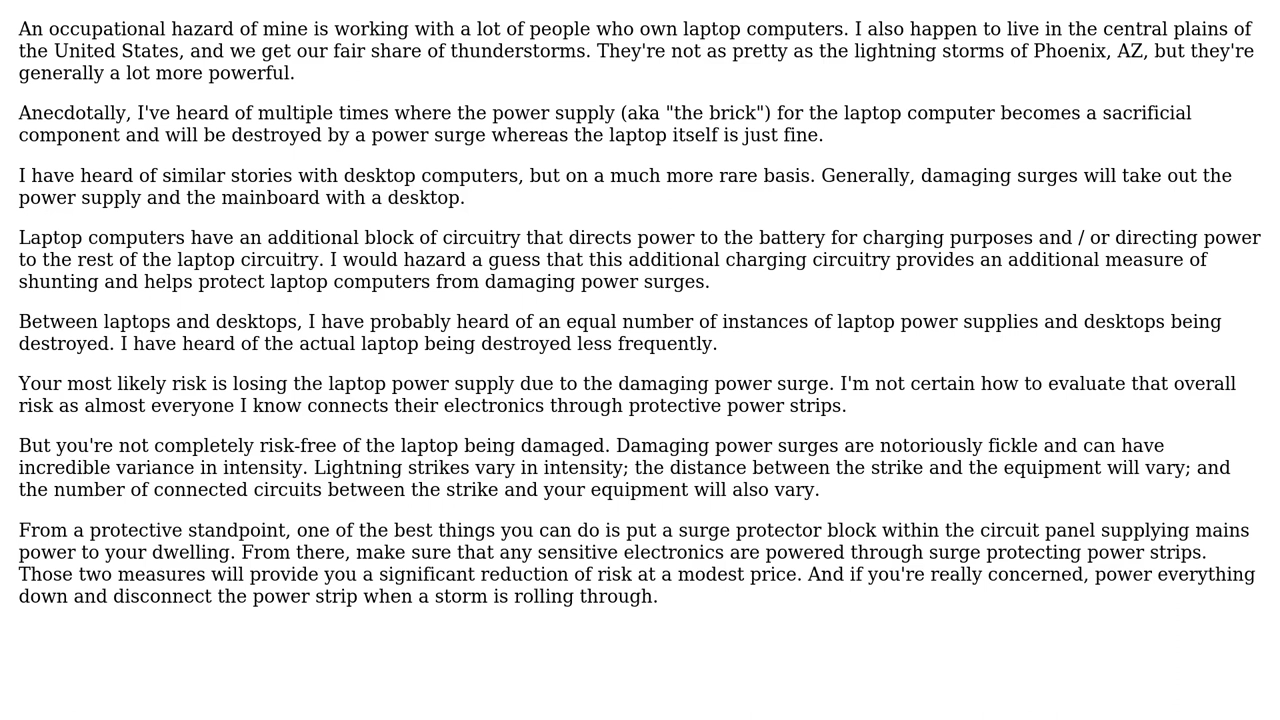 An occupational hazard of mine is working with a lot of people who own laptop computers. I also happen to live in the central plains of
the United States, and we get our fair share of thunderstorms. They're not as pretty as the lightning storms of Phoenix, AZ, but they're
generally a lot more powerful.
Anecdotally, I've heard of multiple times where the power supply (aka "the brick") for the laptop computer becomes a sacrificial
component and will be destroyed by a power surge whereas the laptop itself is just fine.
I have heard of similar stories with desktop computers, but on a much more rare basis. Generally, damaging surges will take out the
power supply and the mainboard with a desktop.
Laptop computers have an additional block of circuitry that directs power to the battery for charging purposes and / or directing power
to the rest of the laptop circuitry. I would hazard a guess that this additional charging circuitry provides an additional measure of
shunting and helps protect laptop computers from damaging power surges.
Between laptops and desktops, I have probably heard of an equal number of instances of laptop power supplies and desktops being
destroyed. I have heard of the actual laptop being destroyed less frequently.
Your most likely risk is losing the laptop power supply due to the damaging power surge. I'm not certain how to evaluate that overall
risk as almost everyone I know connects their electronics through protective power strips.
But you're not completely risk-free of the laptop being damaged. Damaging power surges are notoriously fickle and can have
incredible variance in intensity. Lightning strikes vary in intensity; the distance between the strike and the equipment will vary; and
the number of connected circuits between the strike and your equipment will also vary.
From a protective standpoint, one of the best things you can do is put a surge protector block within the circuit panel supplying mains
power to your dwelling. From there, make sure that any sensitive electronics are powered through surge protecting power strips.
Those two measures will provide you a significant reduction of risk at a modest price. And if you're really concerned, power everything
down and disconnect the power strip when a storm is rolling through.